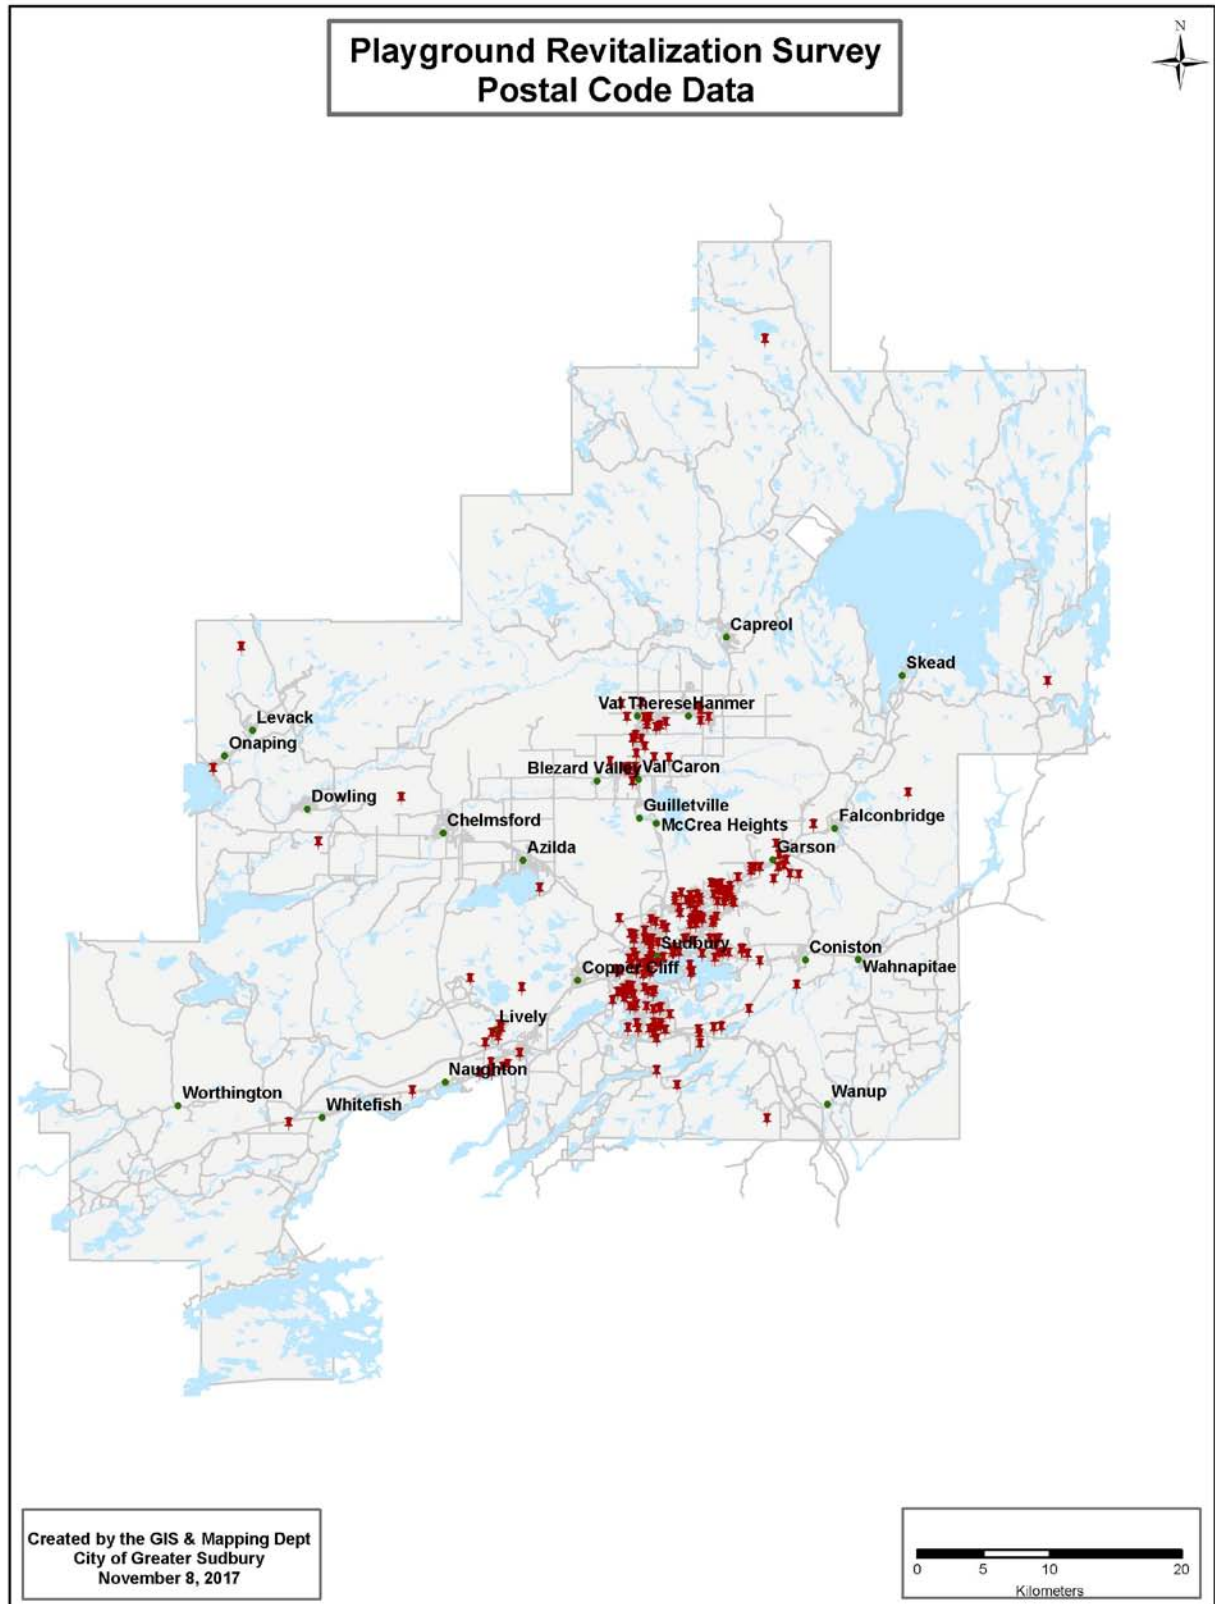 Playground Revitalization Survey
Postal Code Data
N
Capreol
Skead
Val Therese
Hanmer
Levack
Onaping
Blezard Valley
Val Caron
Dowling
Guilletville
McCrea Heights
Falconbridge
Chelmsford
Azilda
Garson
Sudbury
Coniston
Wahnapitae
Copper Cliff
Lively
Naughton
Worthington
Whitefish
Wanup
Created by the GIS & Mapping Dept
City of Greater Sudbury
November 8, 2017
0 5 10 20
Kilometers